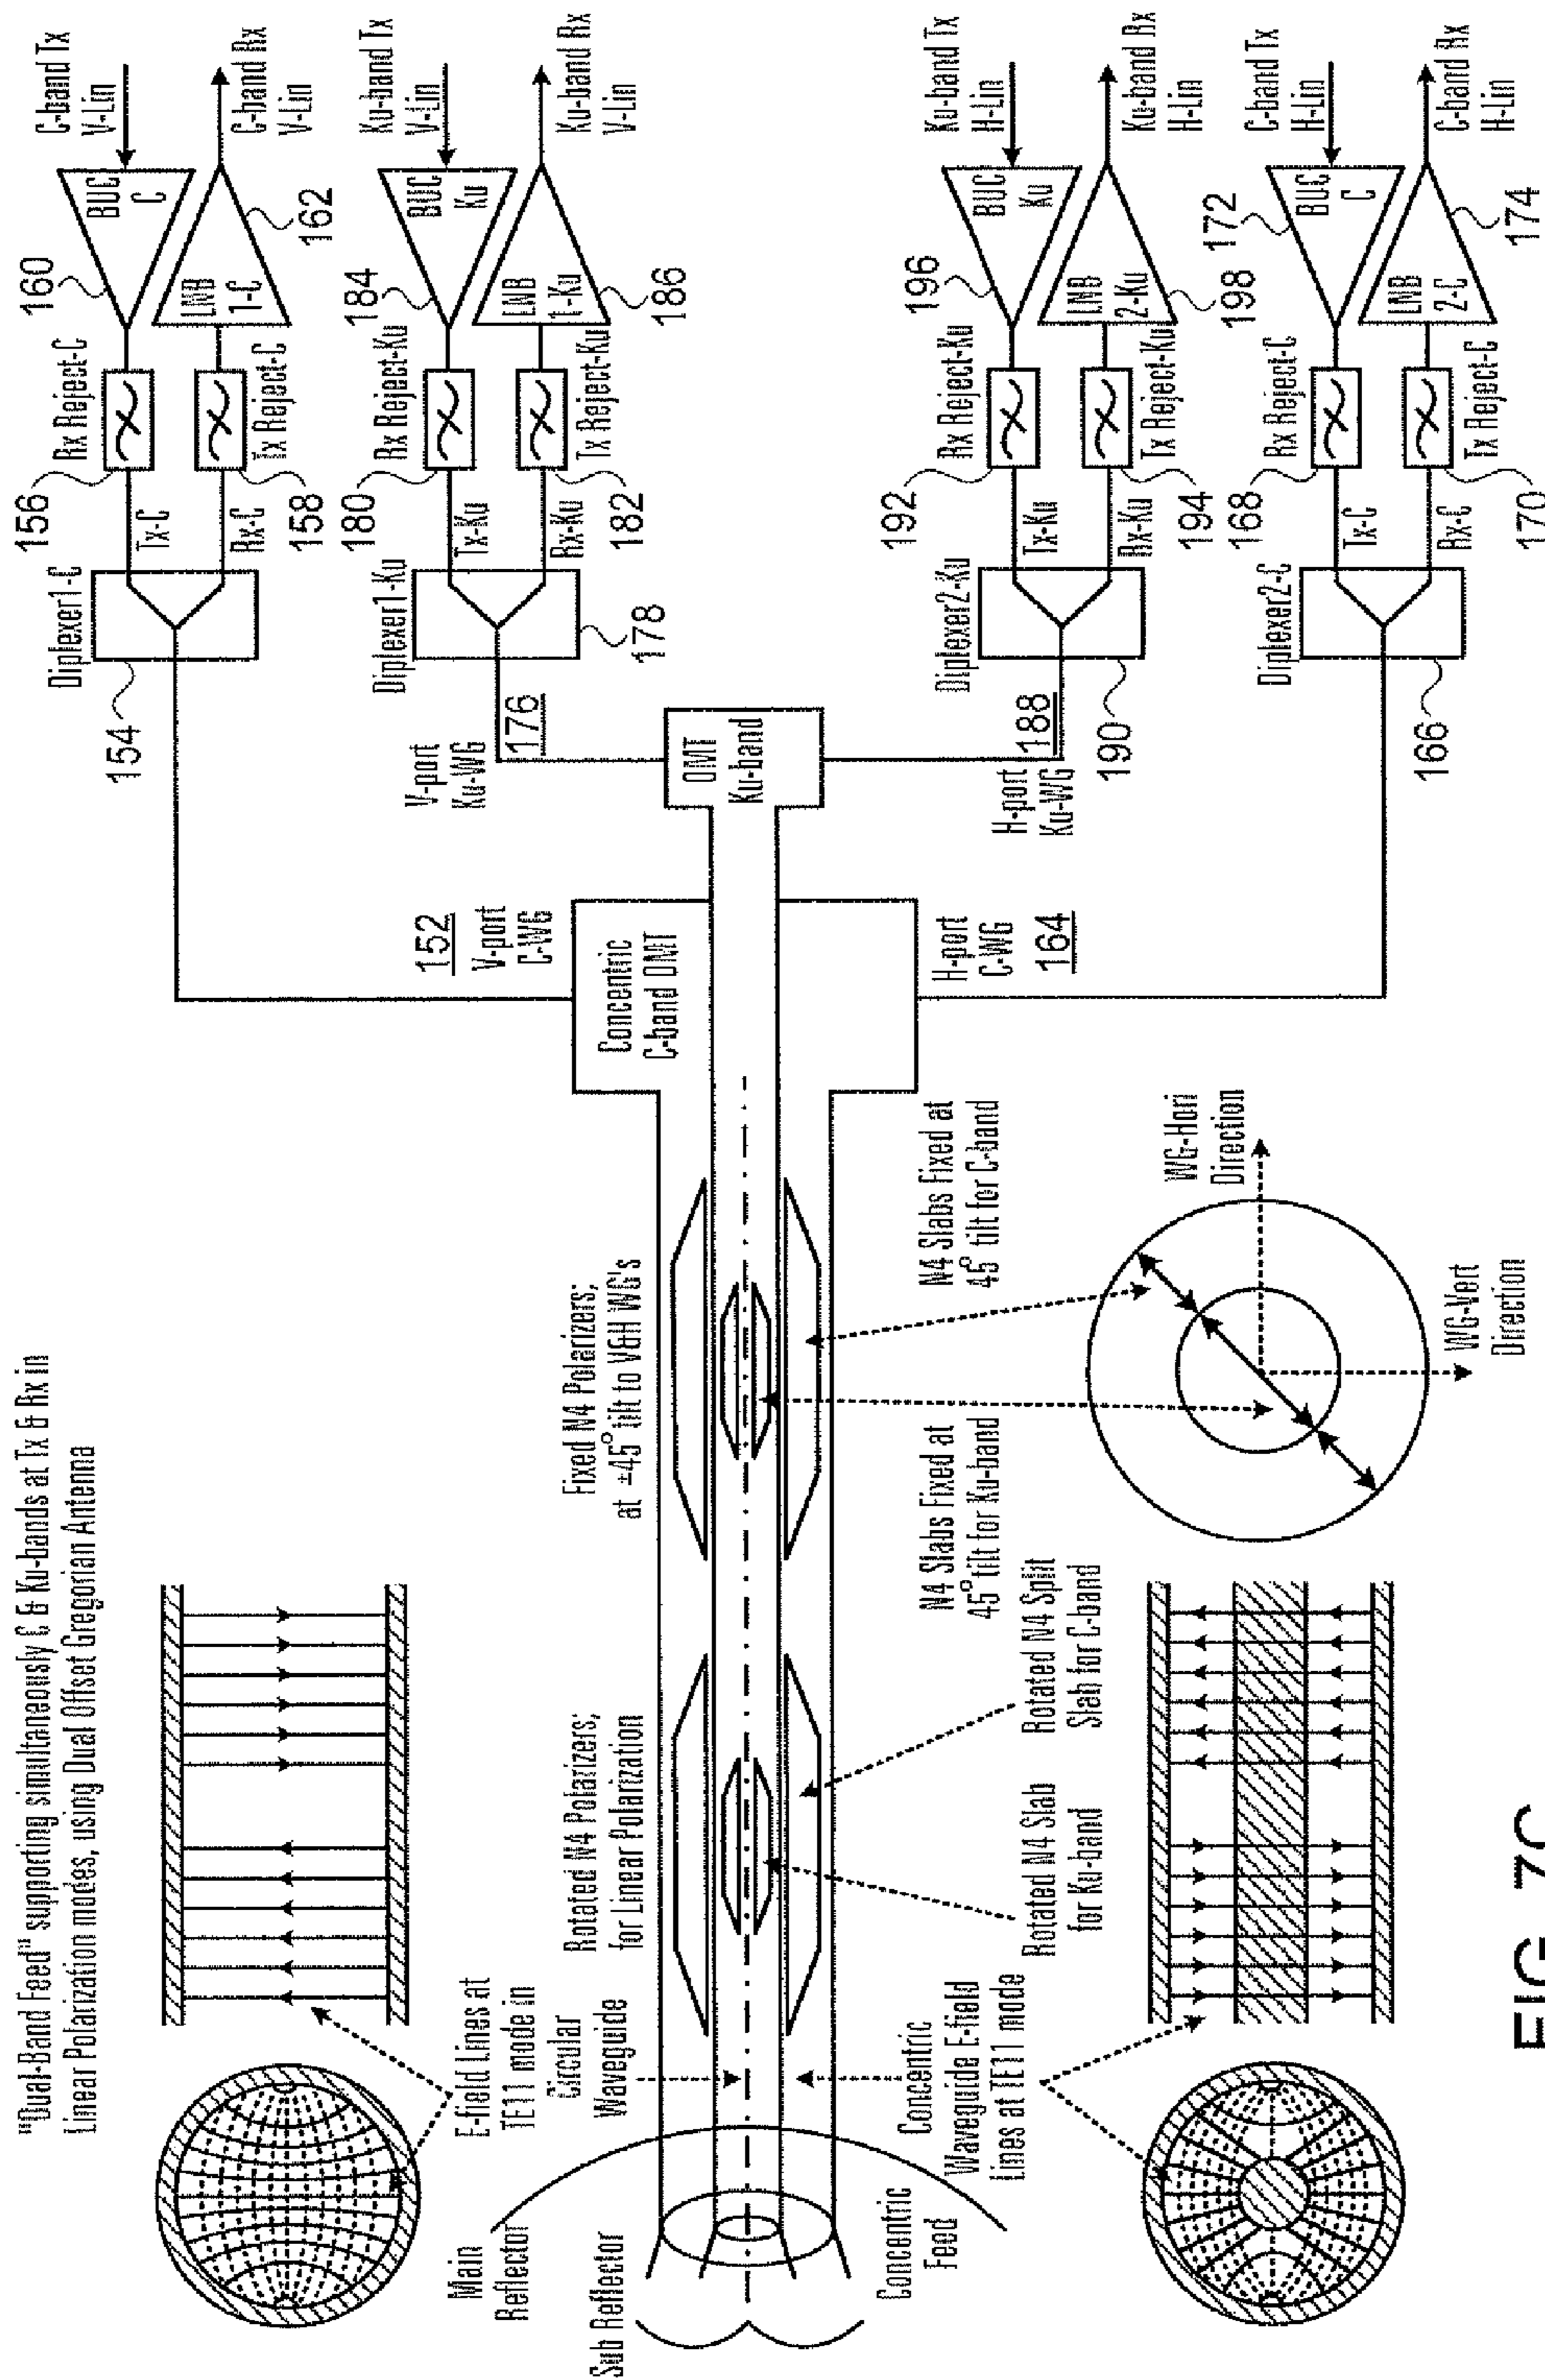 "Dual-Band Feed" supporting simultaneously C & Ku-bands at Tx & Rx in
Linear Polarization modes, using Dual Offset Gregorian Antenna
E-field Lines at
TE11 mode in
Circular
Waveguide
Main
Reflector
Sub Reflector
Concentric
Feed
Concentric
Waveguide E-field
Lines at TE11 mode
Rotated N4 Polarizers;
for Linear Polarization
Rotated N4 Slab
for Ku-band
Rotated N4 Split
Slab for C-band
Fixed N4 Polarizers;
at ±45° tilt to V&H WG's
N4 Slabs Fixed at
45° tilt for Ku-band
N4 Slabs Fixed at
45° tilt for C-band
WG-Hori
Direction
WG-Vert
Direction
Concentric
C-band OMT
152
V-port
C-WG
H-port
C-WG
164
OMT
Ku-band
V-port
Ku-WG
176
H-port
Ku-WG
188
Diplexer1-C
154
Tx-C
Rx-C
156
Rx Reject-C
158
Tx Reject-C
160
BUC
C
LNB
1-C
162
C-band Tx
V-Lin
C-band Rx
V-Lin
Diplexer1-Ku
178
Tx-Ku
Rx-Ku
180
Rx Reject-Ku
182
Tx Reject-Ku
184
BUC
Ku
LNB
1-Ku
186
Ku-band Tx
V-Lin
Ku-band Rx
V-Lin
Diplexer2-Ku
190
Tx-Ku
Rx-Ku
192
Rx Reject-Ku
194
Tx Reject-Ku
196
BUC
Ku
LNB
2-Ku
198
Ku-band Tx
H-Lin
Ku-band Rx
H-Lin
Diplexer2-C
166
Tx-C
Rx-C
168
Rx Reject-C
170
Tx Reject-C
172
BUC
C
LNB
2-C
174
C-band Tx
H-Lin
C-band Rx
H-Lin
FIG. 7C